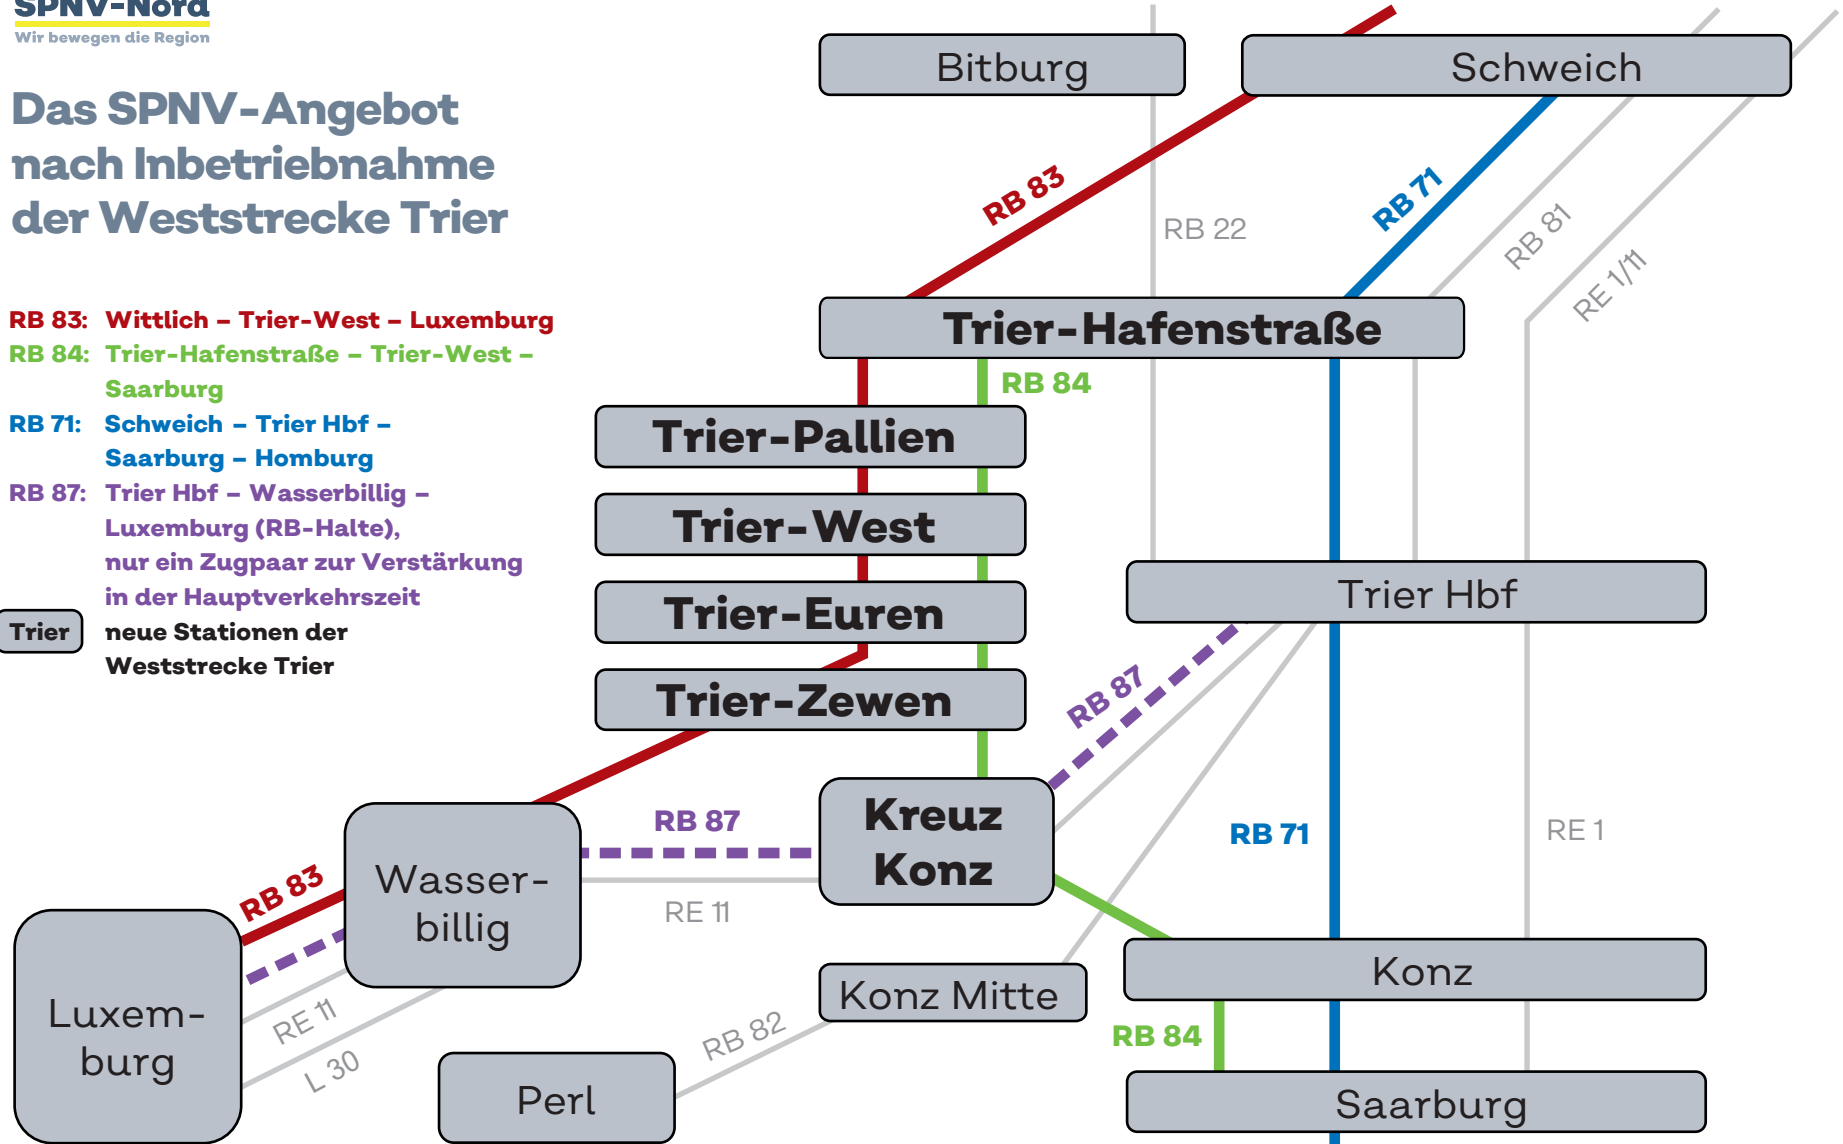 SPNV-Nord
Wir bewegen die Region
Das SPNV-Angebot
nach Inbetriebnahme
der Weststrecke Trier
RB 83: Wittlich – Trier-West – Luxemburg
RB 84: Trier-Hafenstraße – Trier-West –
Saarburg
RB 71: Schweich – Trier Hbf –
Saarburg – Homburg
RB 87: Trier Hbf – Wasserbillig –
Luxemburg (RB-Halte),
nur ein Zugpaar zur Verstärkung
in der Hauptverkehrszeit
Trier neue Stationen der
Weststrecke Trier
Bitburg
Schweich
RB 83
RB 22
RB 71
RB 81
RE 1/11
Trier-Hafenstraße
RB 84
Trier-Pallien
Trier-West
Trier-Euren
Trier Hbf
Trier-Zewen
RB 87
Kreuz
Konz
RB 87
RB 71
RE 1
Wasser-
billig
RB 83
RE 11
Konz
Konz Mitte
Luxem-
burg
RE 11
L 30
RB 82
RB 84
Perl
Saarburg